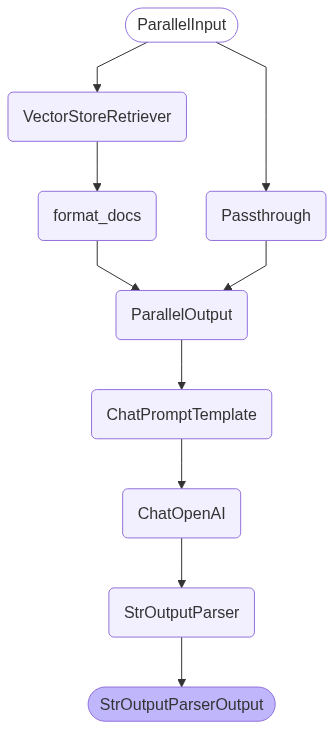 ParallelInput
VectorStoreRetriever
format_docs
Passthrough
ParallelOutput
ChatPromptTemplate
ChatOpenAI
StrOutputParser
StrOutputParserOutput